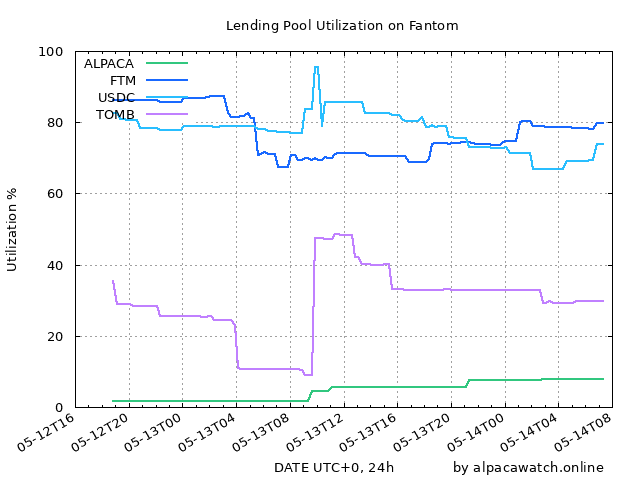 Lending Pool Utilization on Fantom
100
80
60
40
20
0
Utilization %
ALPACA
FTM
USDC
TOMB
05-12T16
05-12T20
05-13T00
05-13T04
05-13T08
05-13T12
05-13T16
05-13T20
05-14T00
05-14T04
05-14T08
DATE UTC+0, 24h
by alpacawatch.online